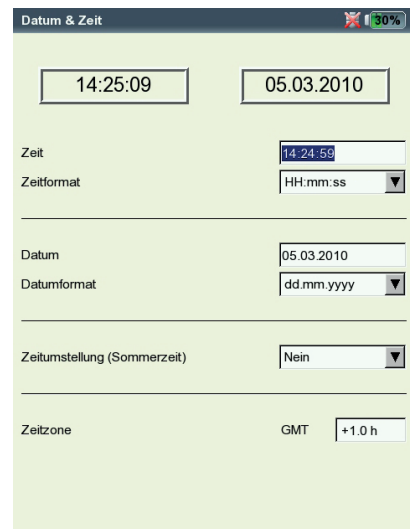 Datum & Zeit 30%
14:25:09 05.03.2010
Zeit 14:24:59
Zeitformat HH:mm:ss
Datum 05.03.2010
Datumformat dd.mm.yyyy
Zeitumstellung (Sommerzeit) Nein
Zeitzone GMT +1.0 h